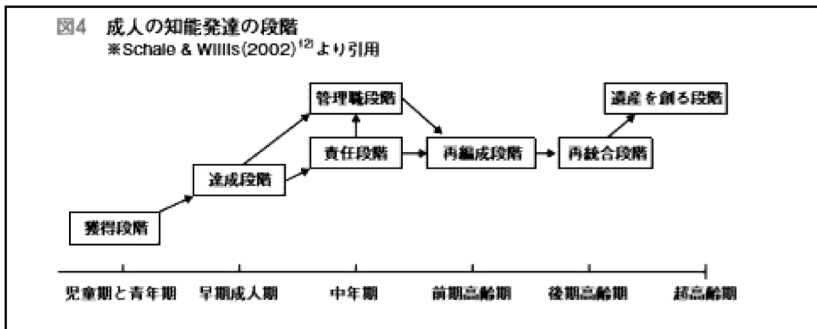 図4 成人の知能発達の段階
※Schaie & Willis(2002)12)より引用
管理職段階
遺産を創る段階
責任段階
再編成段階
再統合段階
達成段階
獲得段階
児童期と青年期
早期成人期
中年期
前期高齢期
後期高齢期
超高齢期